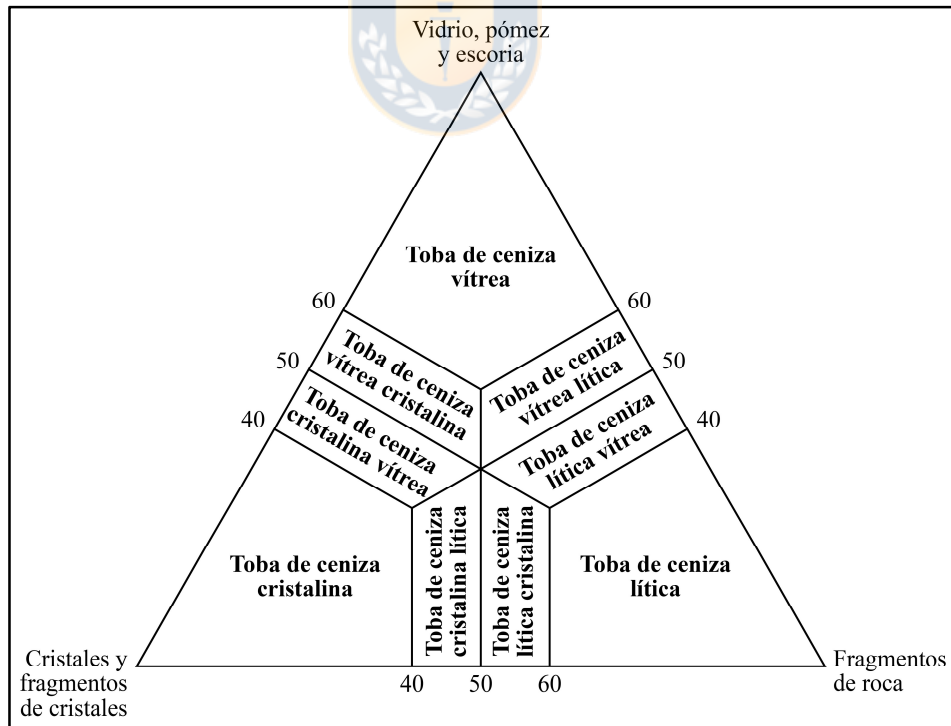 Vidrio, pómez
y escoria
Toba de ceniza
vítrea
60
60
Toba de ceniza
vítrea cristalina
Toba de ceniza
vítrea lítica
50
50
Toba de ceniza
cristalina vítrea
Toba de ceniza
lítica vítrea
40
40
Toba de ceniza
cristalina
Toba de ceniza
cristalina lítica
Toba de ceniza
lítica cristalina
Toba de ceniza
lítica
Cristales y
fragmentos
de cristales
40
50
60
Fragmentos
de roca